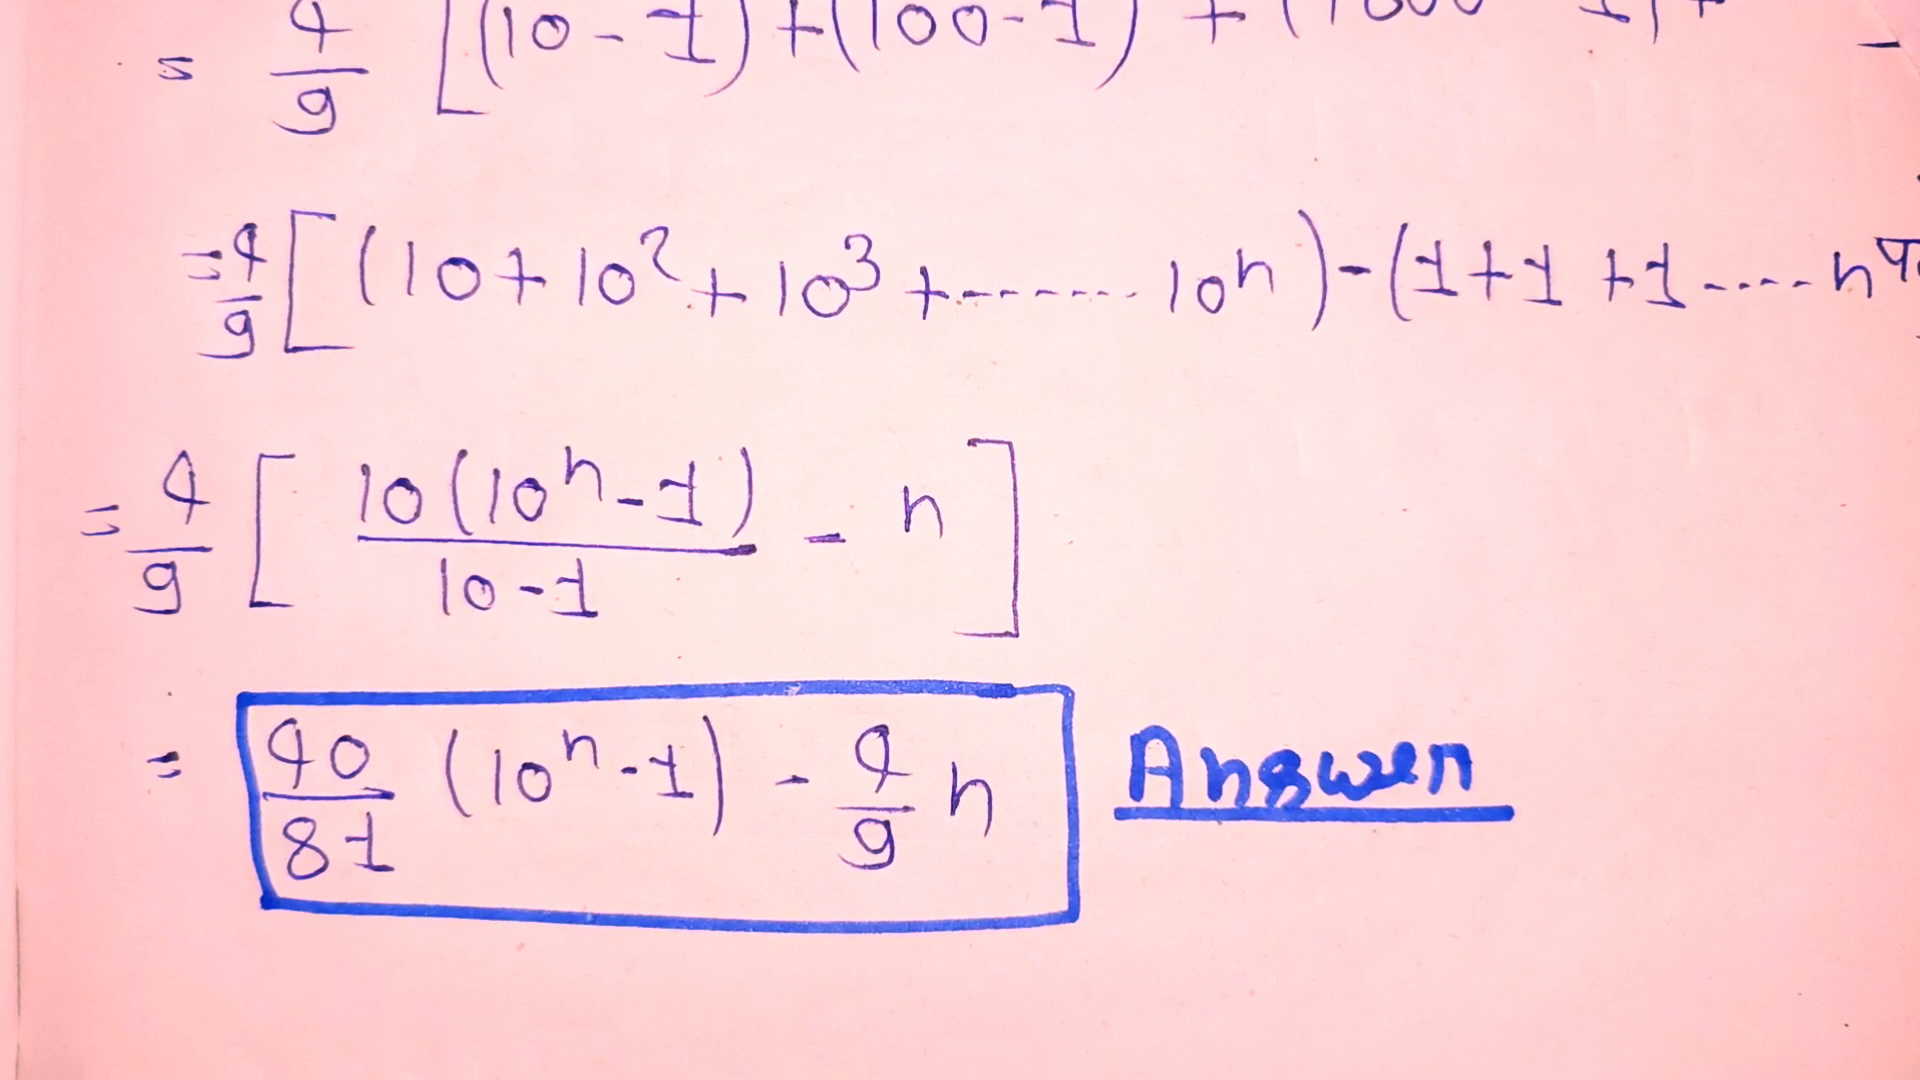 = 4/9 [(10-1)+(100-1)+(1000-1)+ -
= 4/9 [(10+10²+10³+-------10ⁿ)-(1+1+1----n
= 4/9 [ 10(10ⁿ-1)/10-1 - n ]
= 40/81 (10ⁿ-1) - 4/9 n Answer